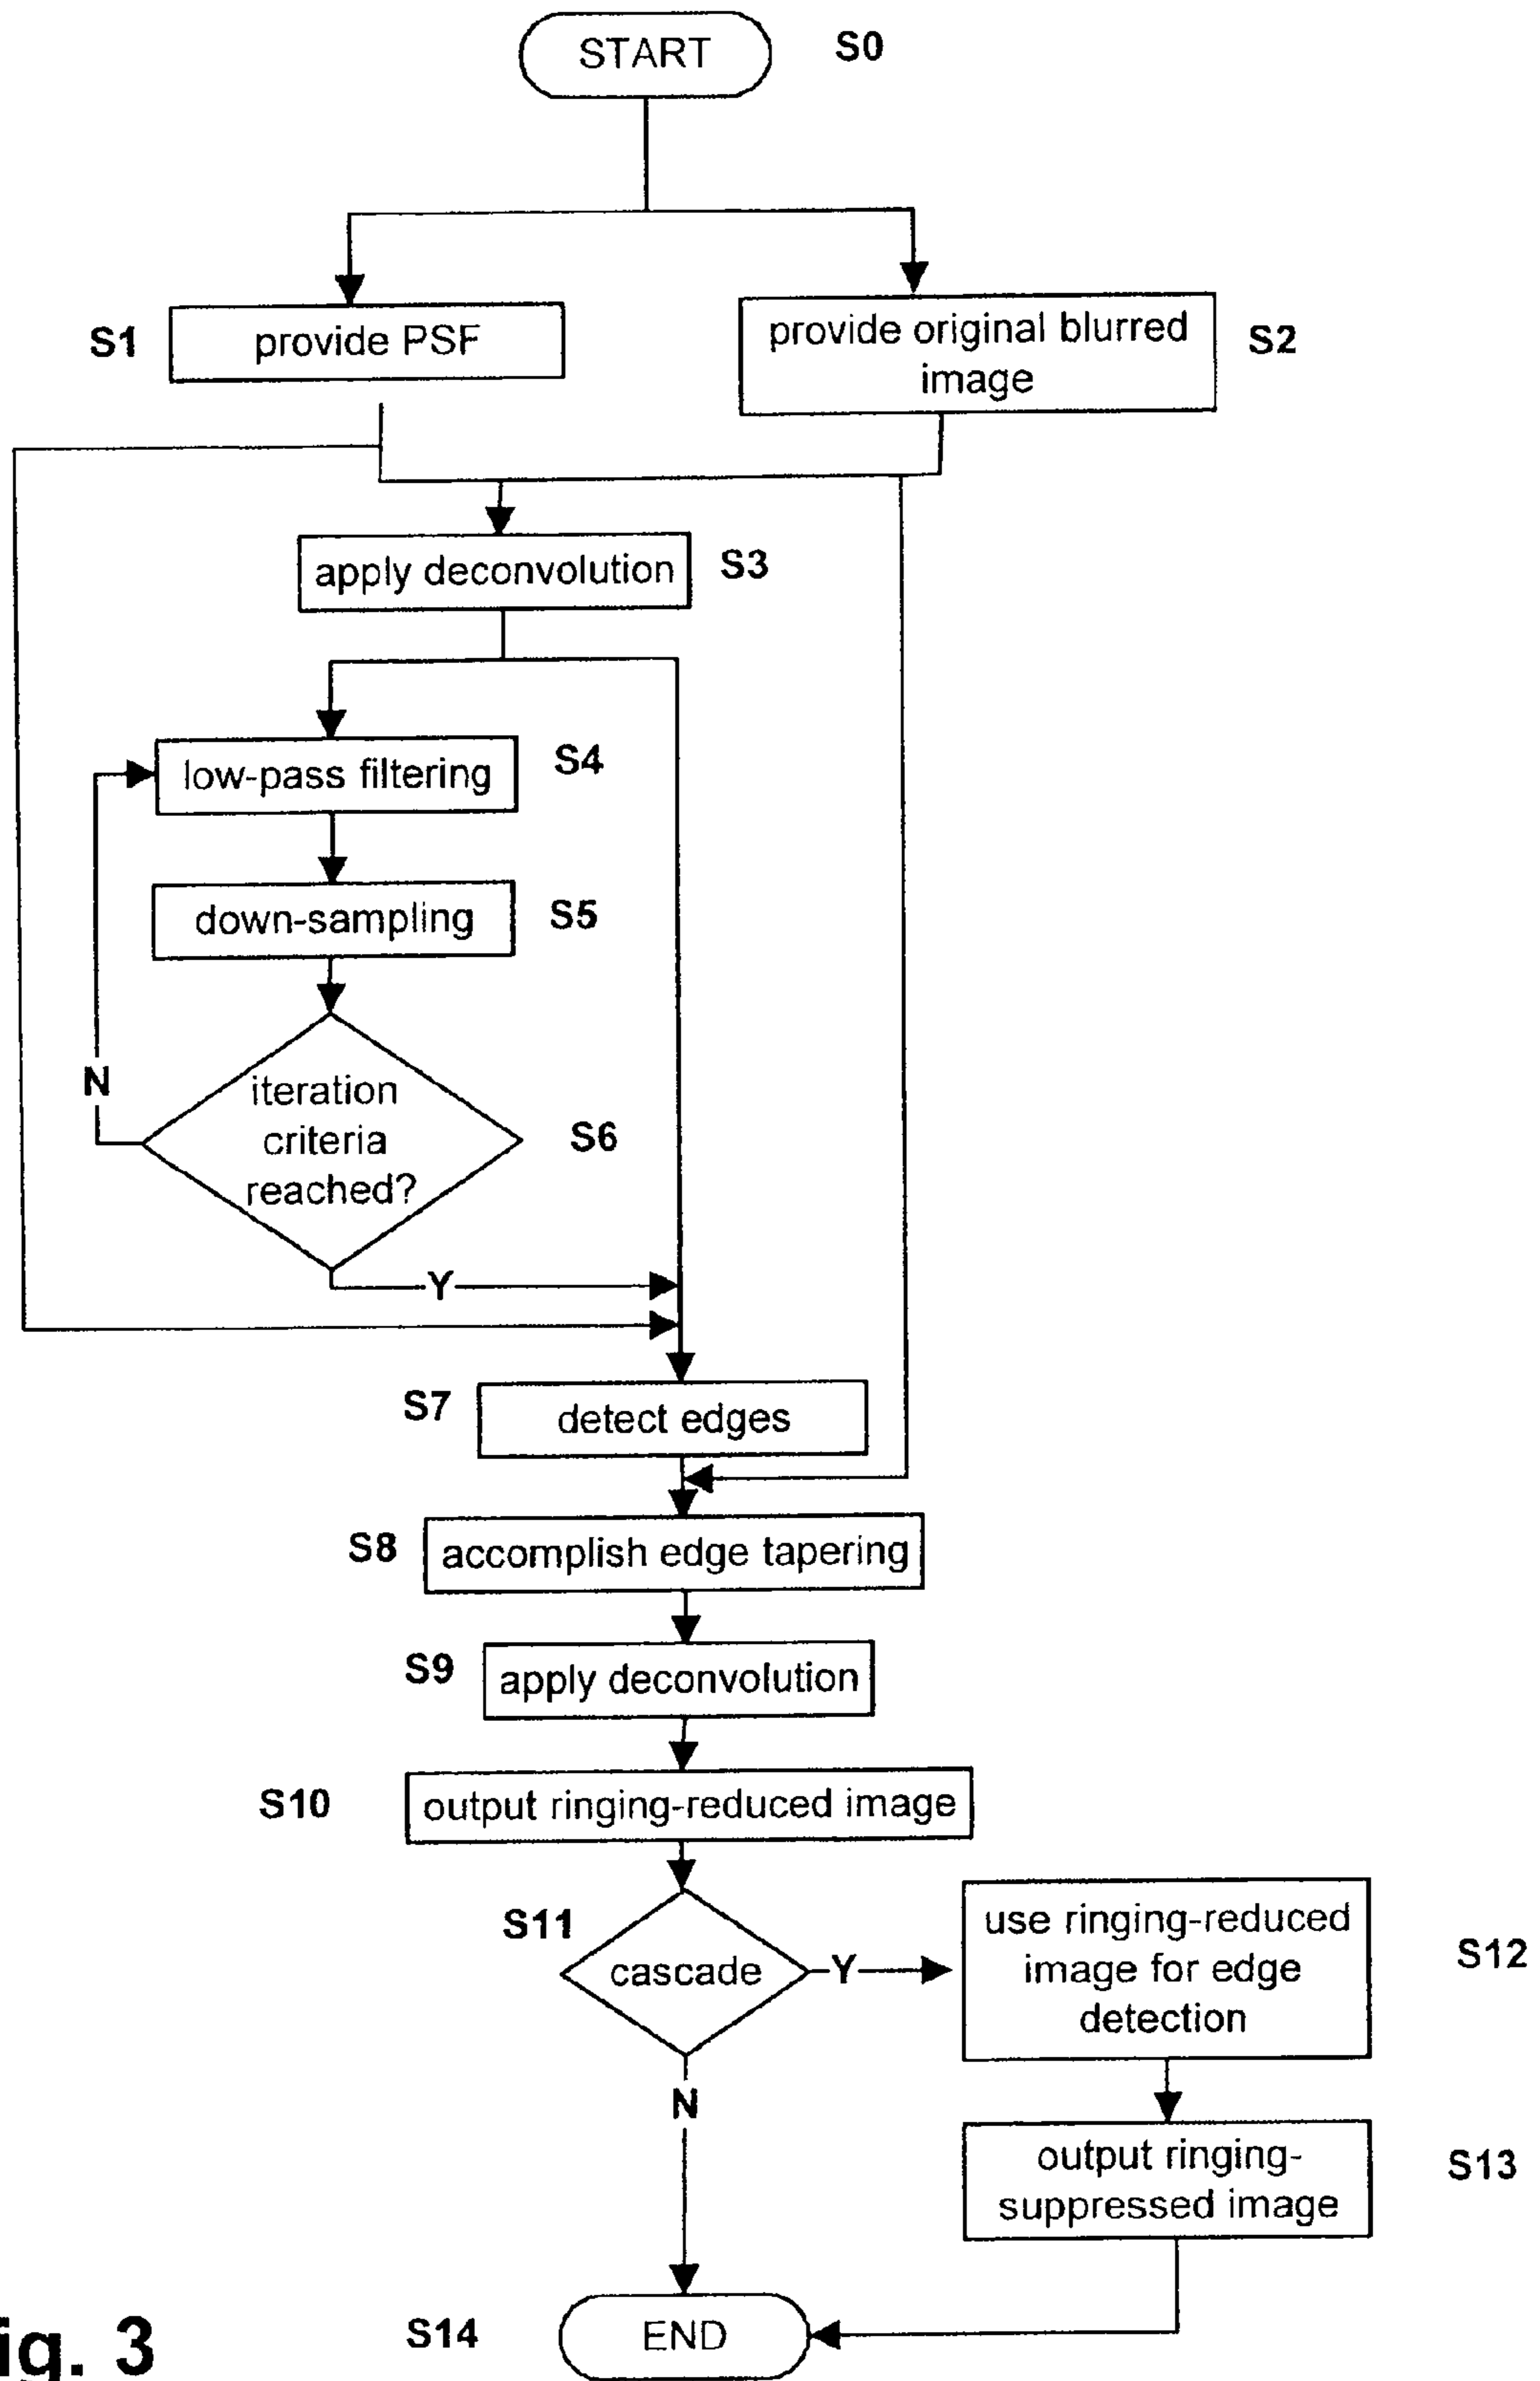 START
S0
S1
provide PSF
provide original blurred
image
S2
apply deconvolution
S3
low-pass filtering
S4
down-sampling
S5
N
iteration
criteria
reached?
S6
Y
S7
detect edges
S8
accomplish edge tapering
S9
apply deconvolution
S10
output ringing-reduced image
S11
cascade
Y
use ringing-reduced
image for edge
detection
S12
N
output ringing-
suppressed image
S13
S14
END
ig. 3